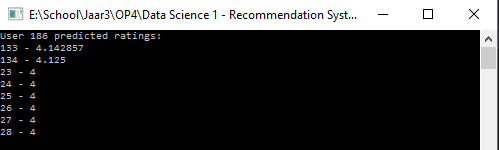 E:\School\Jaar3\OP4\Data Science 1 - Recommendation Syst...
User 186 predicted ratings:
133 - 4.142857
134 - 4.125
23 - 4
24 - 4
25 - 4
26 - 4
27 - 4
28 - 4